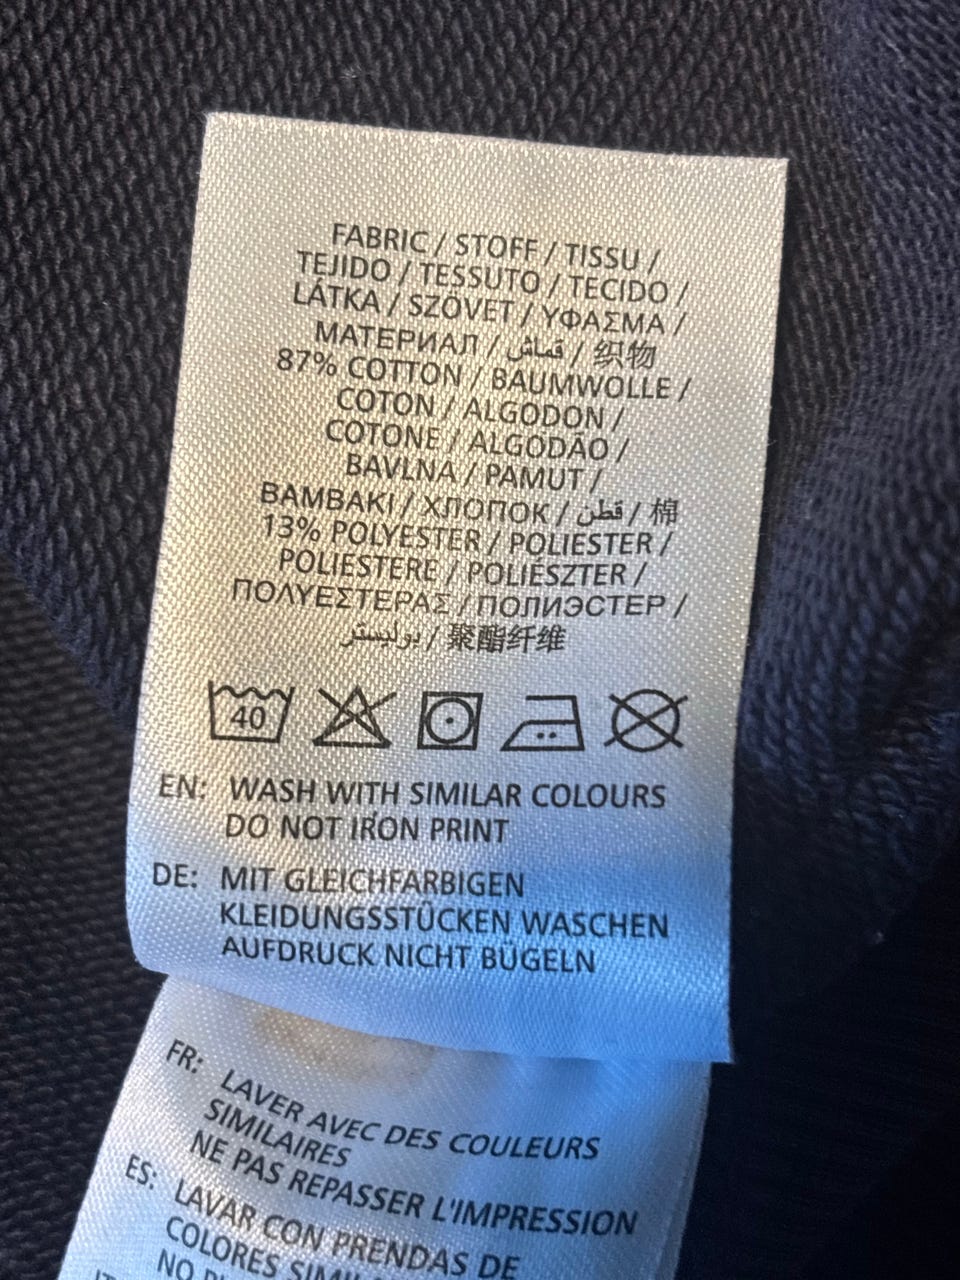 FABRIC / STOFF / TISSU /
TEJIDO / TESSUTO / TECIDO /
LÁTKA / SZÖVET / ΥΦΑΣΜΑ /
МАТЕРИАЛ / قماش / 织物
87% COTTON / BAUMWOLLE /
COTON / ALGODON /
COTONE / ALGODÃO /
BAVLNA / PAMUT /
BAMBAKI / ХЛОПОК / قطن / 棉
13% POLYESTER / POLIESTER /
POLIESTERE / POLIÉSZTER /
ΠΟΛΥΕΣΤΕΡΑΣ / ПОЛИЭСТЕР /
بوليستر / 聚酯纤维
40
EN: WASH WITH SIMILAR COLOURS
DO NOT IRON PRINT
DE: MIT GLEICHFARBIGEN
KLEIDUNGSSTÜCKEN WASCHEN
AUFDRUCK NICHT BÜGELN
FR: LAVER AVEC DES COULEURS
SIMILAIRES
NE PAS REPASSER L'IMPRESSION
ES: LAVAR CON PRENDAS DE
COLORES
NO